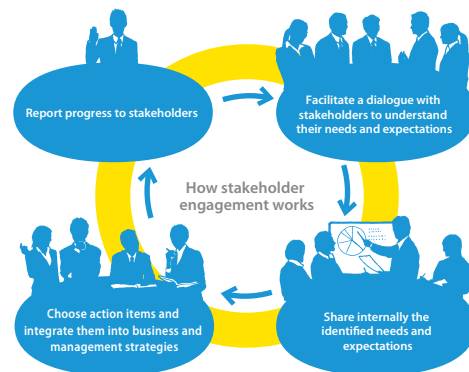 Report progress to stakeholders
Facilitate a dialogue with
stakeholders to understand
their needs and expectations
How stakeholder
engagement works
Choose action items and
integrate them into business and
management strategies
Share internally the
identified needs and
expectations